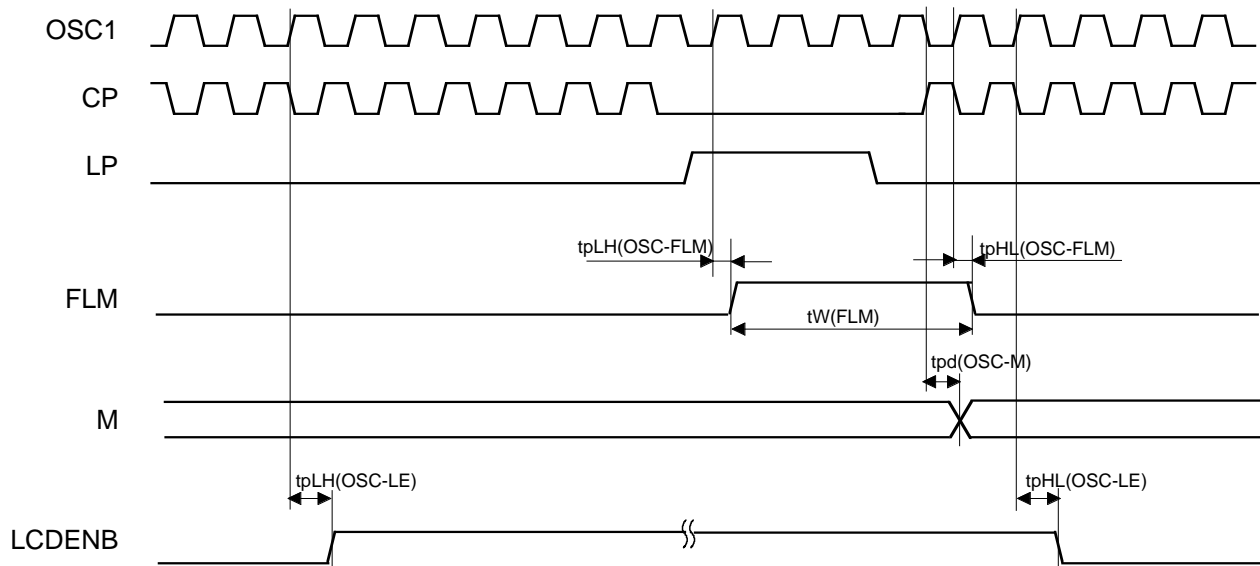 OSC1
CP
LP
tpLH(OSC-FLM)
tpHL(OSC-FLM)
FLM
tW(FLM)
tpd(OSC-M)
M
tpLH(OSC-LE)
tpHL(OSC-LE)
LCDENB